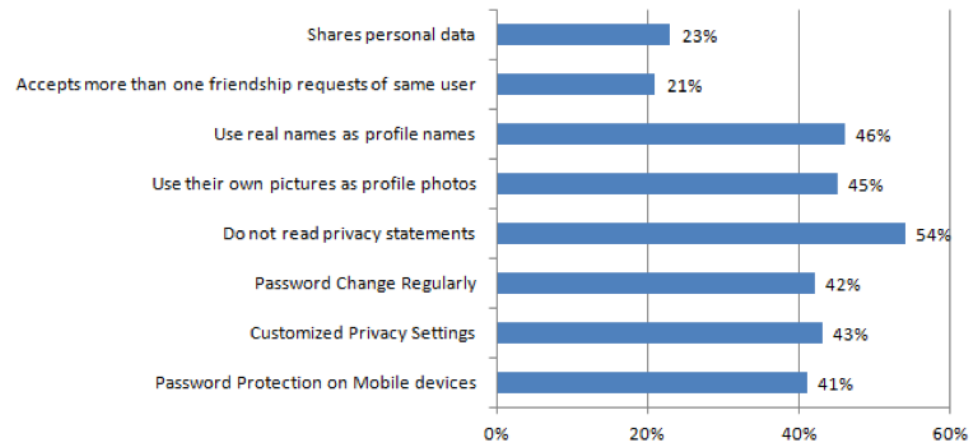 Shares personal data 23%
Accepts more than one friendship requests of same user 21%
Use real names as profile names 46%
Use their own pictures as profile photos 45%
Do not read privacy statements 54%
Password Change Regularly 42%
Customized Privacy Settings 43%
Password Protection on Mobile devices 41%
0% 20% 40% 60%